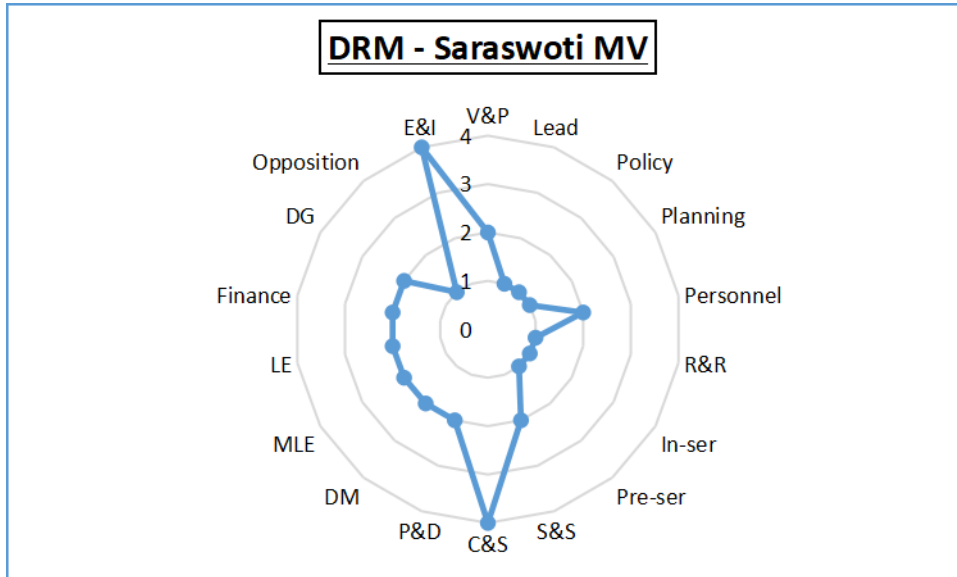 DRM - Saraswoti MV
V&P
Lead
Policy
Planning
Personnel
R&R
In-ser
Pre-ser
S&S
C&S
P&D
DM
MLE
LE
Finance
DG
Opposition
E&I
4
3
2
1
0